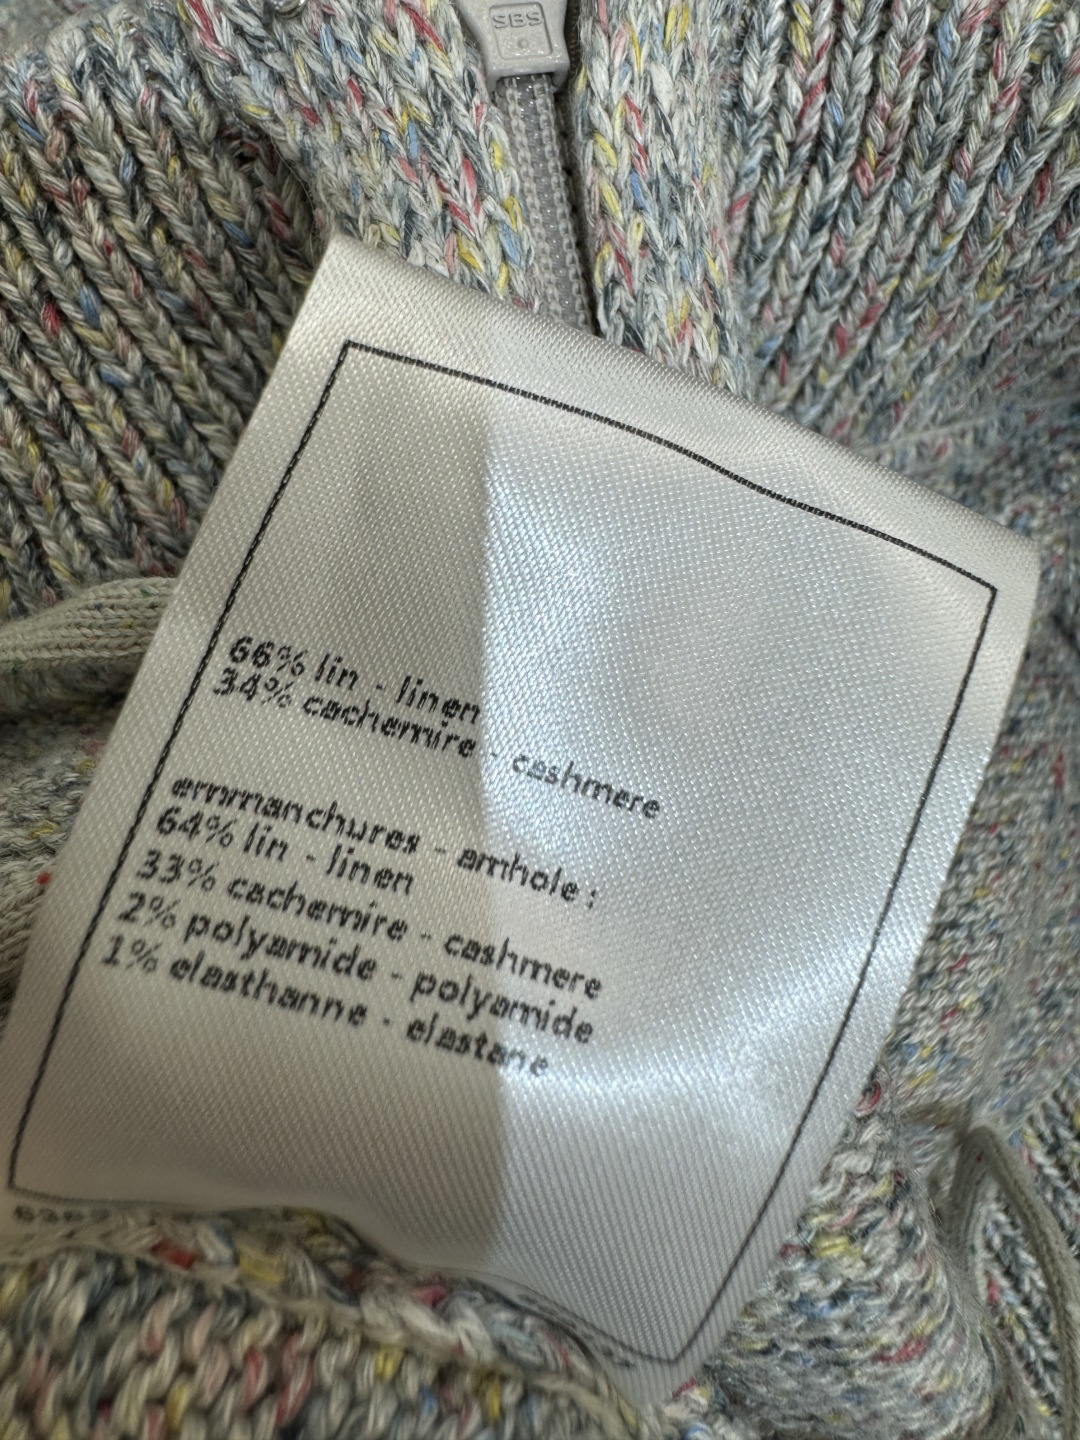 SBS
66% lin - linen
34% cachemire - cashmere
emmanchures - armhole :
64% lin - linen
33% cachemire - cashmere
2% polyamide - polyamide
1% elasthanne - elastane